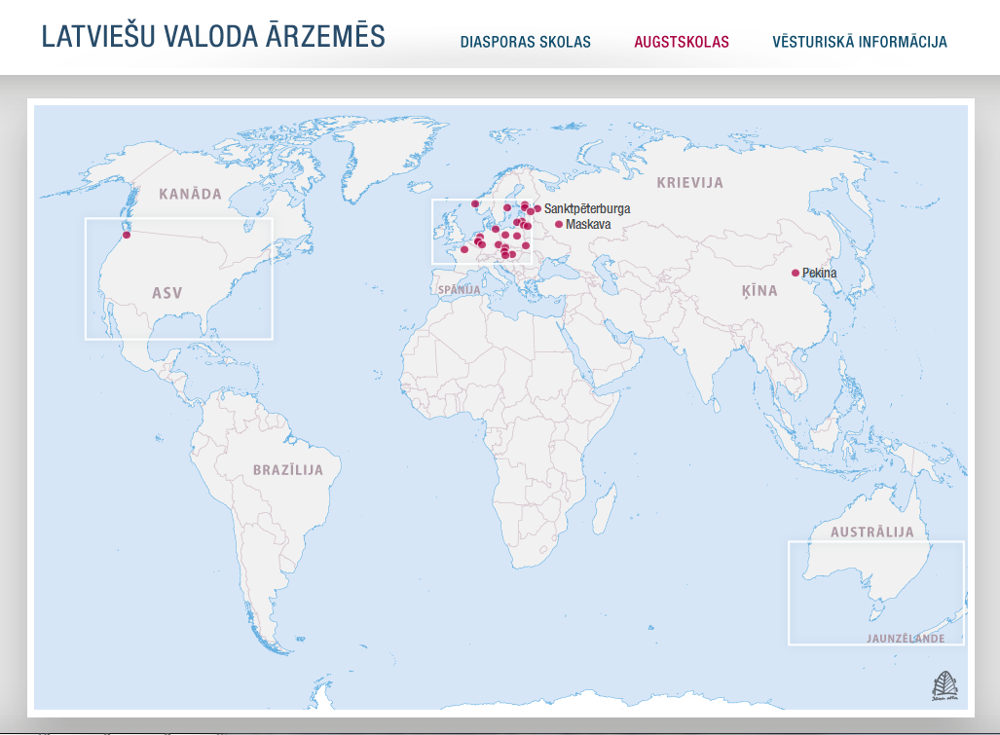 LATVIEŠU VALODA ĀRZEMĒS
DIASPORAS SKOLAS
AUGSTSKOLAS
VĒSTURISKĀ INFORMĀCIJA
KRIEVIJA
KANĀDA
Sanktpēterburga
Maskava
Pekina
SPĀNIJA
ĶĪNA
ASV
BRAZĪLIJA
AUSTRĀLIJA
JAUNZĒLANDE